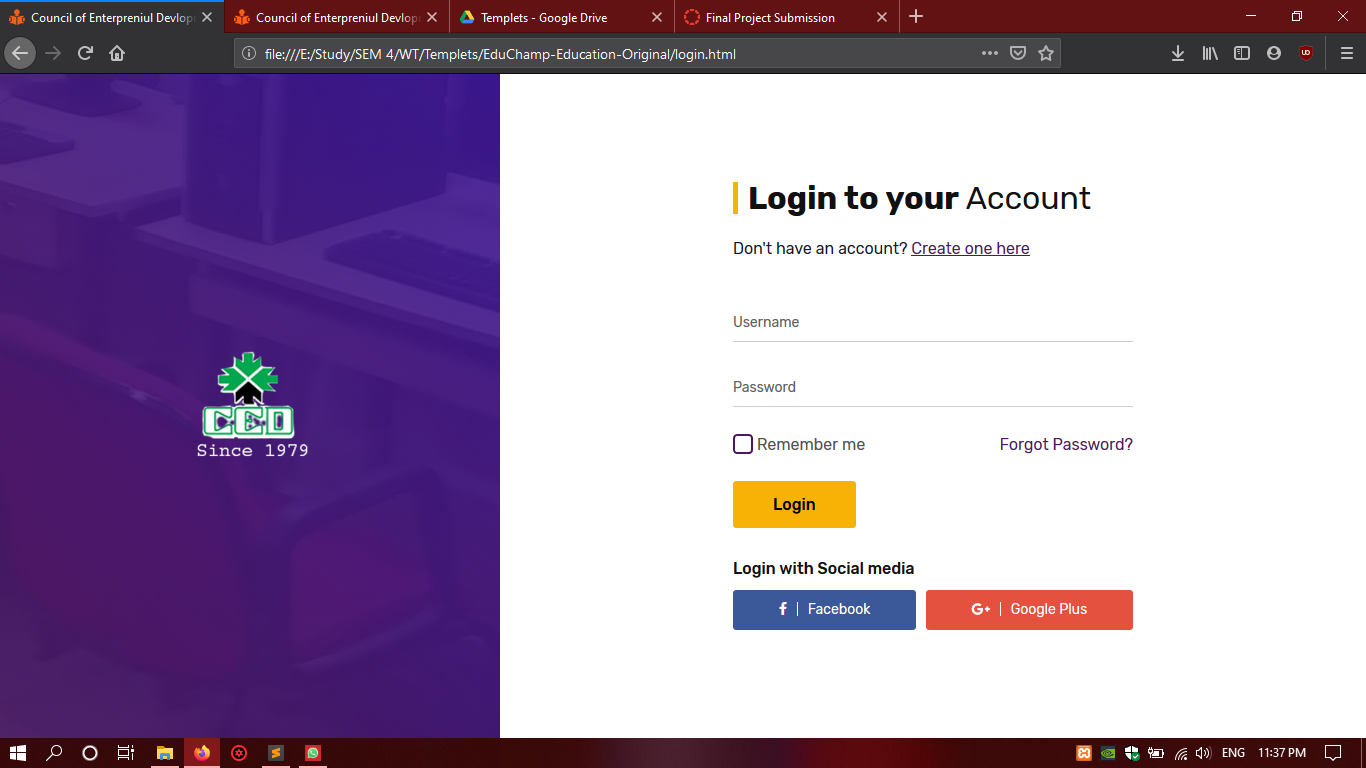 Council of Enterpreniul Devlop
Council of Enterpreniul Devlop
Templets - Google Drive
Final Project Submission
file:///E:/Study/SEM 4/WT/Templets/EduChamp-Education-Original/login.html
CED
Since 1979
Login to your Account
Don't have an account? Create one here
Username
Password
Remember me
Forgot Password?
Login
Login with Social media
f | Facebook
G+ | Google Plus
ENG
11:37 PM